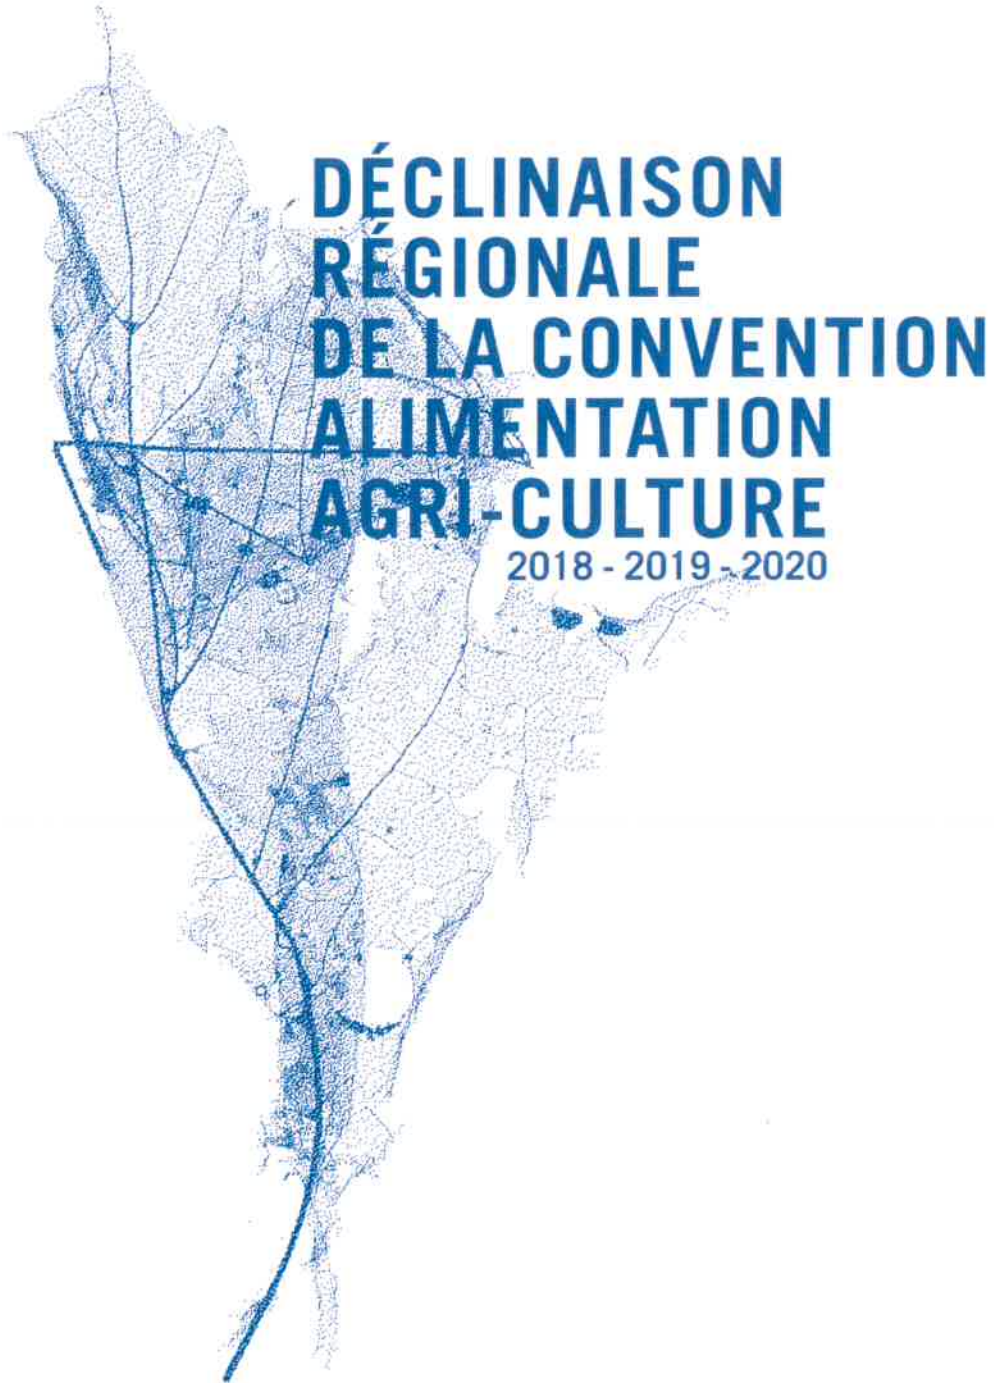 DÉCLINAISON
RÉGIONALE
DE LA CONVENTION
ALIMENTATION
AGRI-CULTURE
2018 - 2019 - 2020